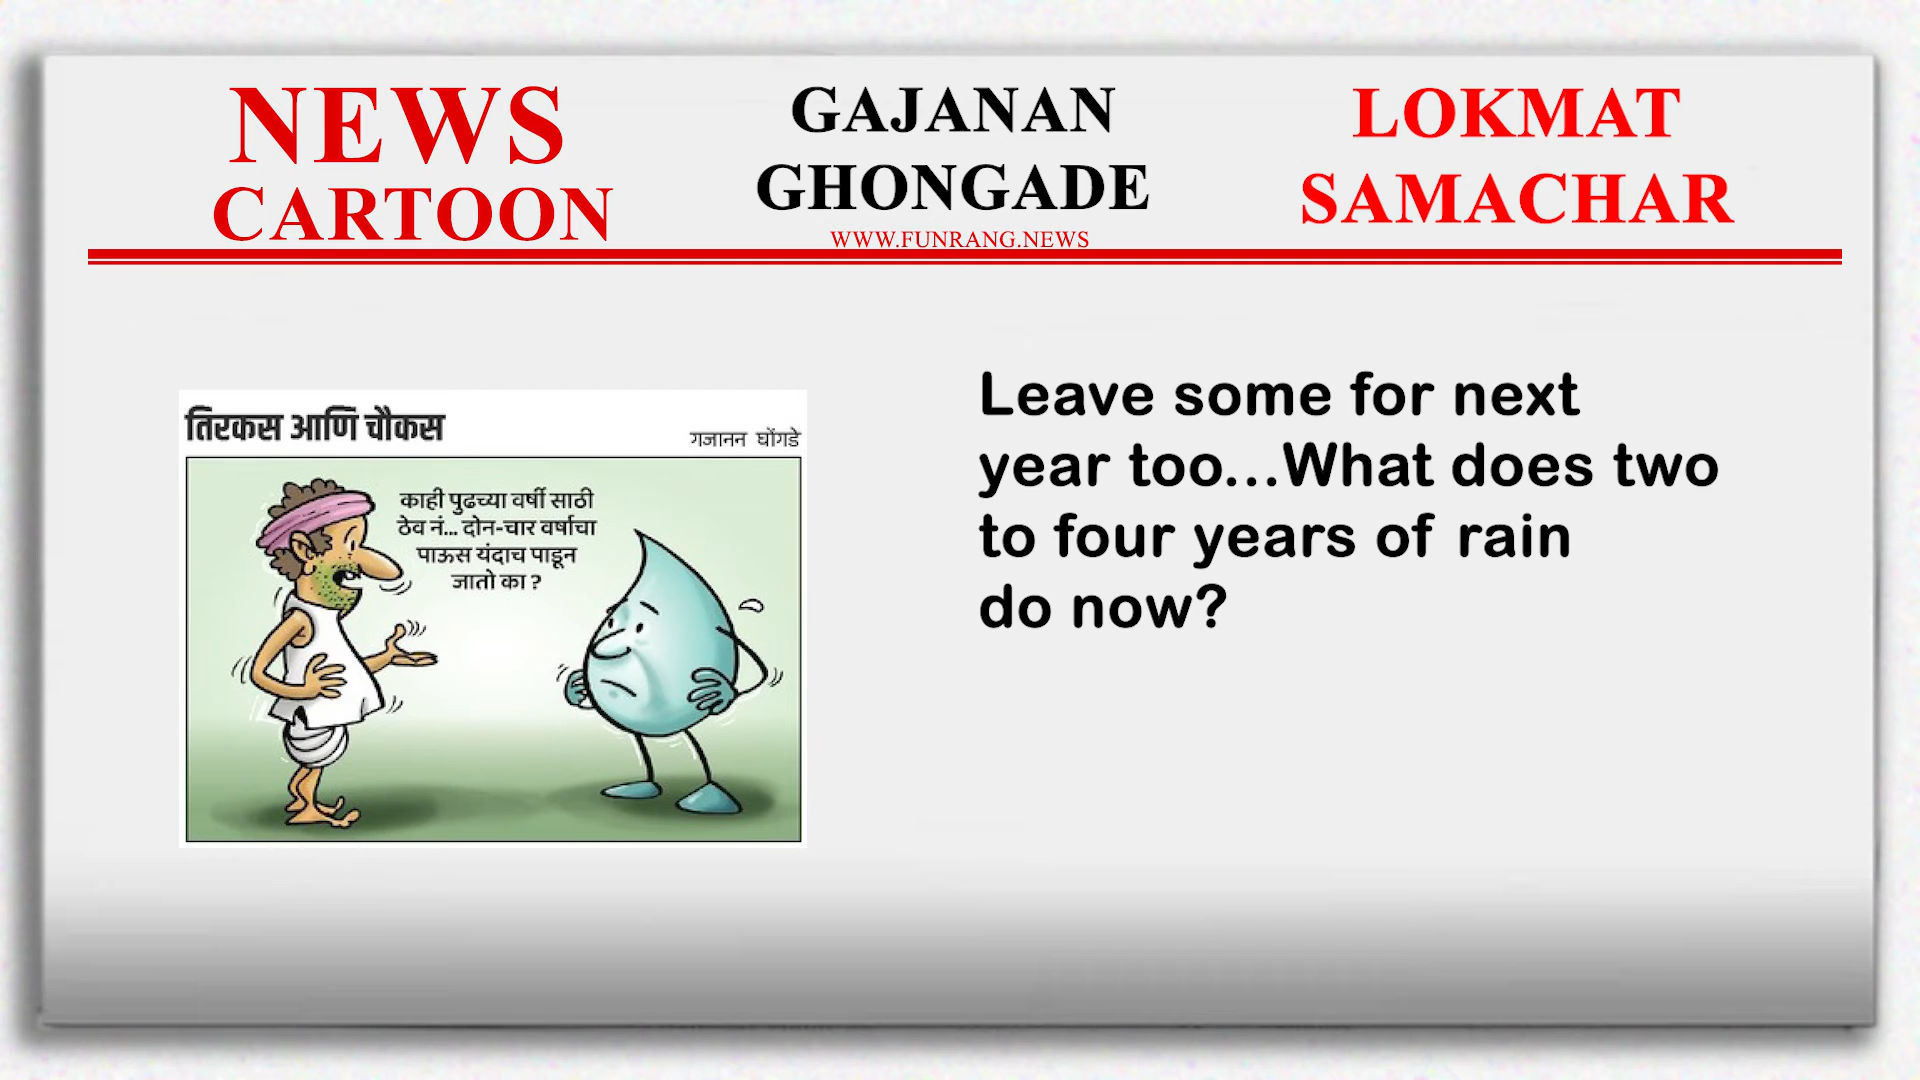 NEWS
CARTOON
GAJANAN
GHONGADE
WWW.FUNRANG.NEWS
LOKMAT
SAMACHAR
तिरकस आणि चौकस
गजानन घोंगडे
काही पुढच्या वर्षी साठी
ठेव नं... दोन-चार वर्षाचा
पाऊस यंदाच पाडून
जातो का ?
Leave some for next
year too...What does two
to four years of rain
do now?